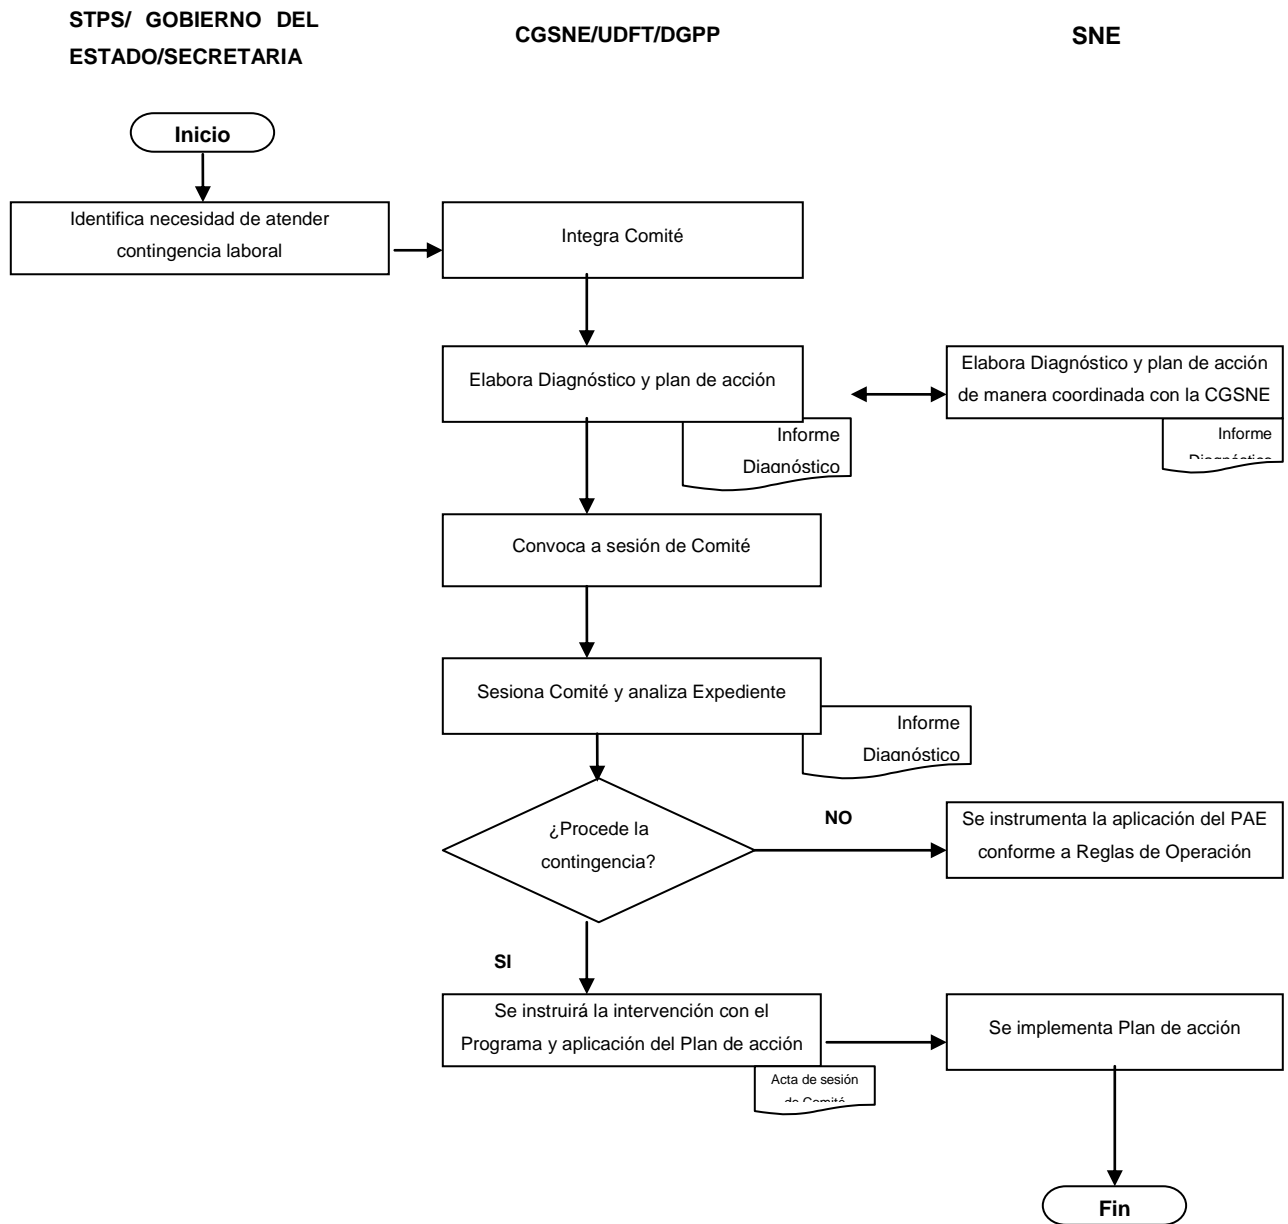 STPS/ GOBIERNO DEL
ESTADO/SECRETARIA
CGSNE/UDFT/DGPP
SNE
Inicio
Identifica necesidad de atender
contingencia laboral
Integra Comité
Elabora Diagnóstico y plan de acción
Informe
Diagnóstico
Elabora Diagnóstico y plan de acción
de manera coordinada con la CGSNE
Informe
Diagnóstico
Convoca a sesión de Comité
Sesiona Comité y analiza Expediente
Informe
Diagnóstico
¿Procede la
contingencia?
NO
Se instrumenta la aplicación del PAE
conforme a Reglas de Operación
SI
Se instruirá la intervención con el
Programa y aplicación del Plan de acción
Acta de sesión
de Comité
Se implementa Plan de acción
Fin